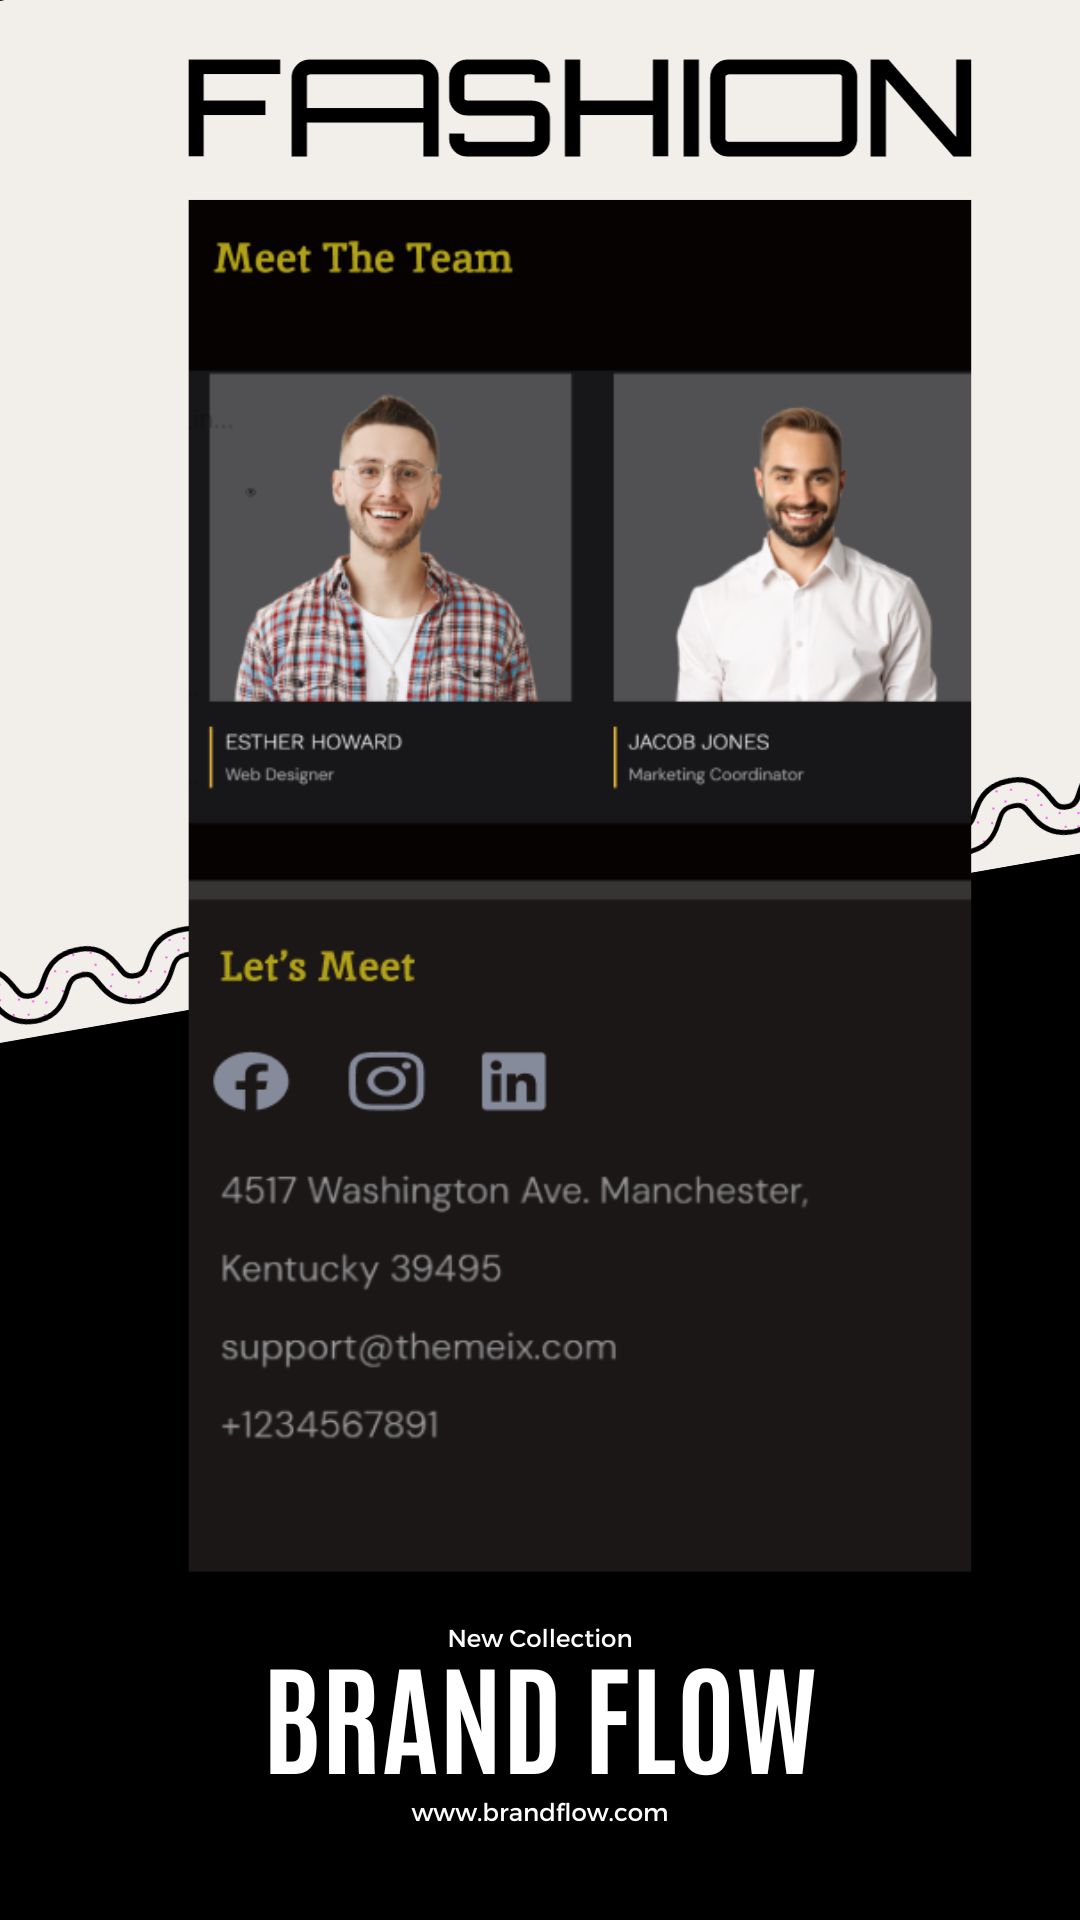 FASHION
Meet The Team
in...
ESTHER HOWARD
Web Designer
JACOB JONES
Marketing Coordinator
Let's Meet
4517 Washington Ave. Manchester,
Kentucky 39495
support@themeix.com
+1234567891
New Collection
BRAND FLOW
www.brandflow.com